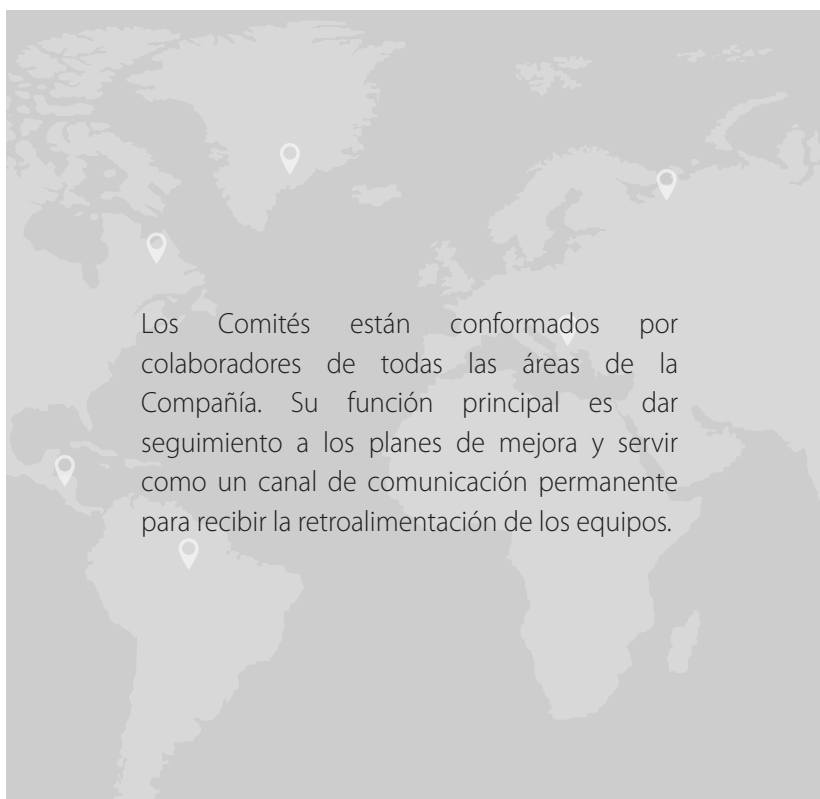 Los Comités están conformados por
colaboradores de todas las áreas de la
Compañía. Su función principal es dar
seguimiento a los planes de mejora y servir
como un canal de comunicación permanente
para recibir la retroalimentación de los equipos.